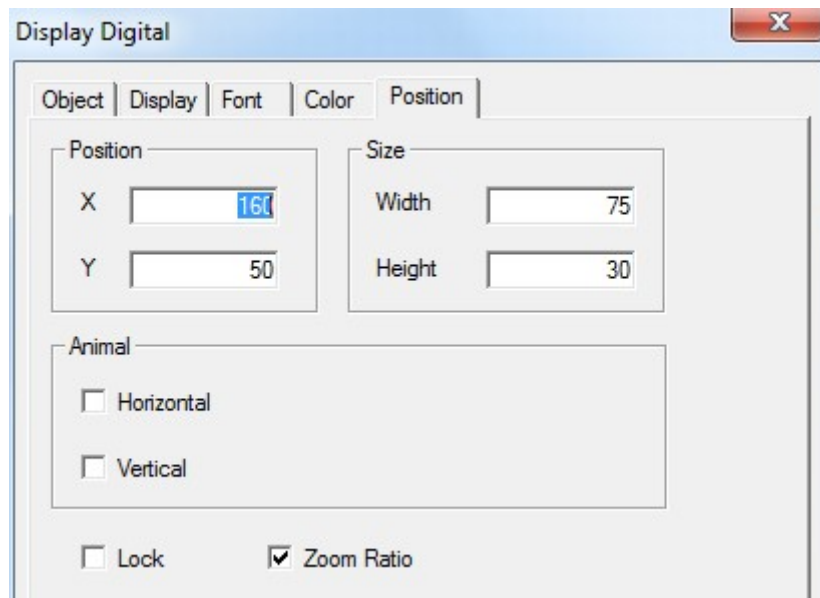 Display Digital
Object Display Font Color Position
Position
X 160
Y 50
Size
Width 75
Height 30
Animal
Horizontal
Vertical
Lock Zoom Ratio